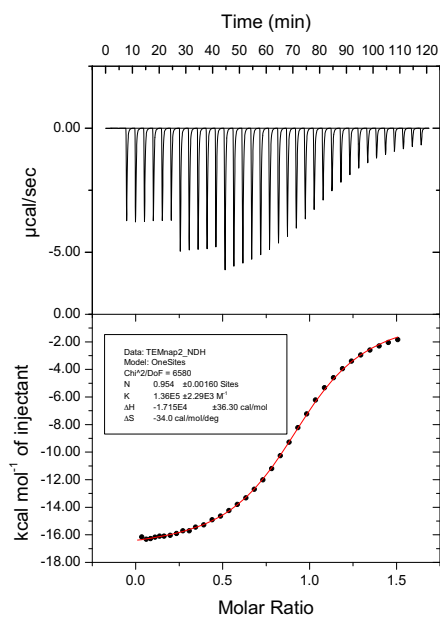 Time (min)
0 10 20 30 40 50 60 70 80 90 100 110 120
0.00
-5.00
0.00
µcal/sec
-2.00
-4.00
-6.00
-8.00
-10.00
-12.00
-14.00
-16.00
-18.00
kcal mol⁻¹ of injectant
Data: TEMnap2_NDH
Model: OneSites
Chi^2/DoF = 6580
N 0.954 ±0.00160 Sites
K 1.36E5 ±2.29E3 M⁻¹
ΔH -1.715E4 ±36.30 cal/mol
ΔS -34.0 cal/mol/deg
0.0 0.5 1.0 1.5
Molar Ratio